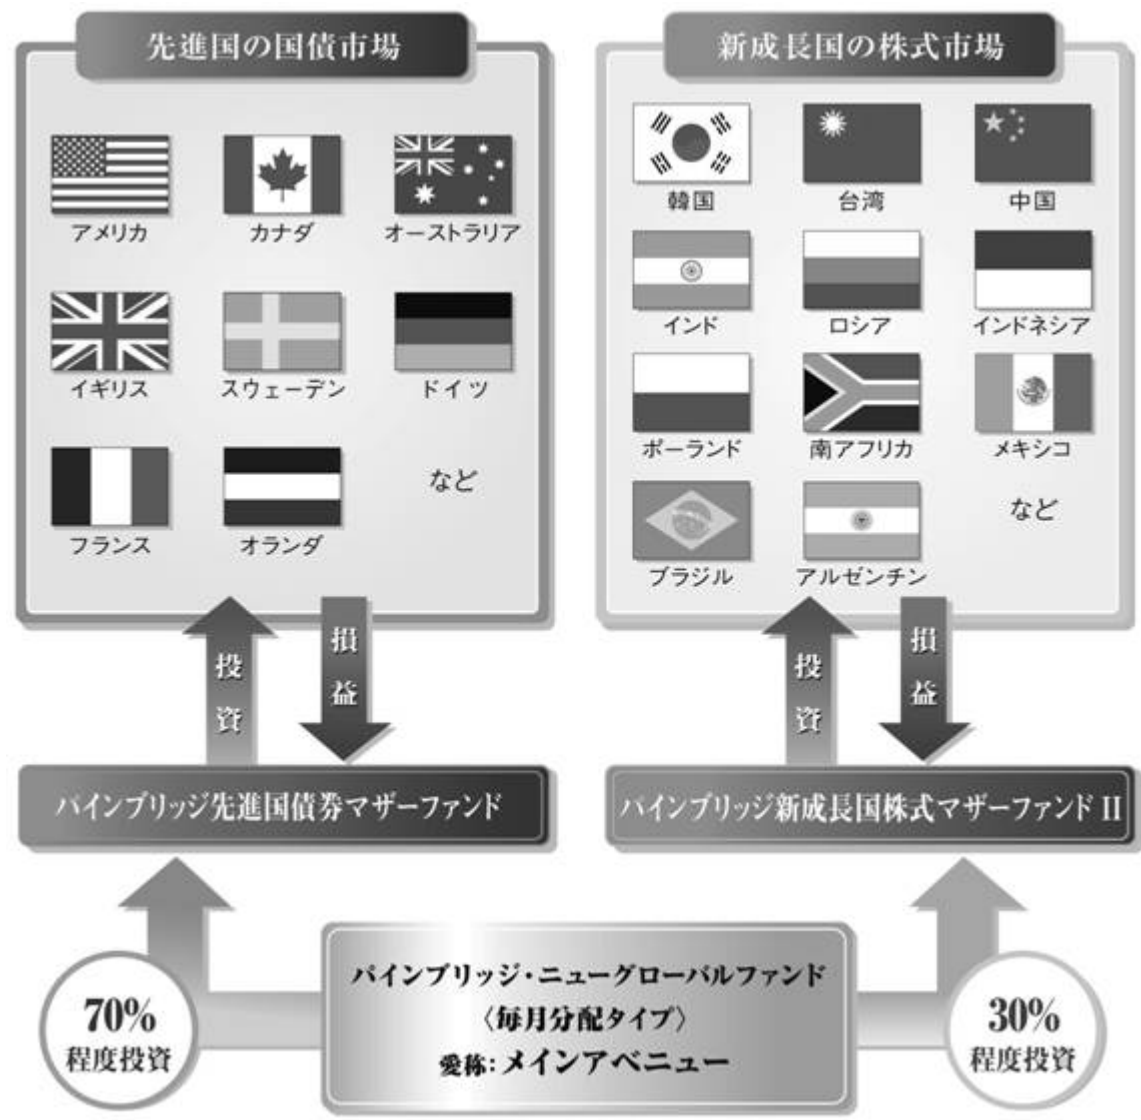 先進国の国債市場
アメリカ
カナダ
オーストラリア
イギリス
スウェーデン
ドイツ
フランス
オランダ
など
新成長国の株式市場
韓国
台湾
中国
インド
ロシア
インドネシア
ポーランド
南アフリカ
メキシコ
ブラジル
アルゼンチン
など
投資
損益
投資
損益
パインブリッジ先進国債券マザーファンド
パインブリッジ新成長国株式マザーファンド II
70%
程度投資
パインブリッジ・ニューグローバルファンド
〈毎月分配タイプ〉
愛称:メインアベニュー
30%
程度投資